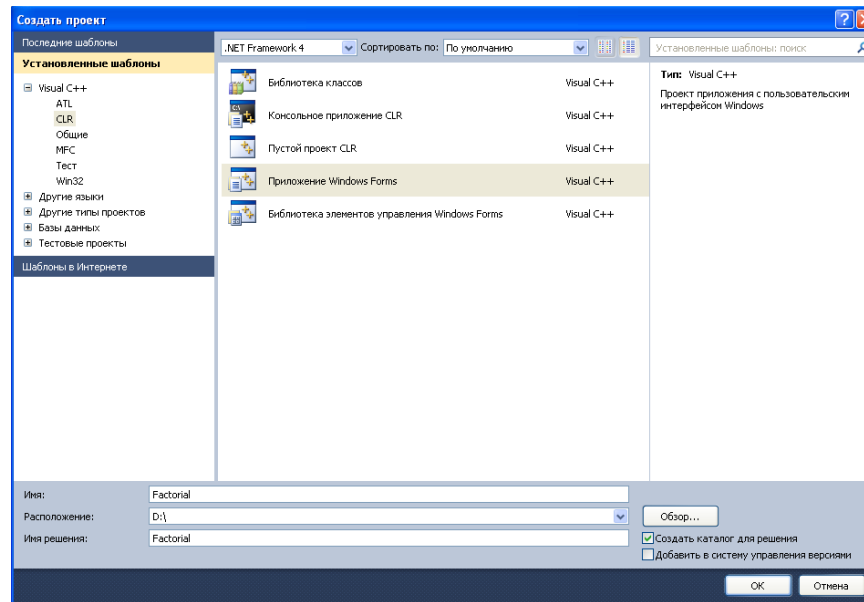 Создать проект
Последние шаблоны
Установленные шаблоны
Visual C++
ATL
CLR
Общие
MFC
Тест
Win32
Другие языки
Другие типы проектов
Базы данных
Тестовые проекты
Шаблоны в Интернете
.NET Framework 4 Сортировать по: По умолчанию
Установленные шаблоны: поиск
Библиотека классов Visual C++
Консольное приложение CLR Visual C++
Пустой проект CLR Visual C++
Приложение Windows Forms Visual C++
Библиотека элементов управления Windows Forms Visual C++
Тип: Visual C++
Проект приложения с пользовательским
интерфейсом Windows
Имя: Factorial
Расположение: D:\ Обзор...
Имя решения: Factorial
Создать каталог для решения
Добавить в систему управления версиями
OK Отмена